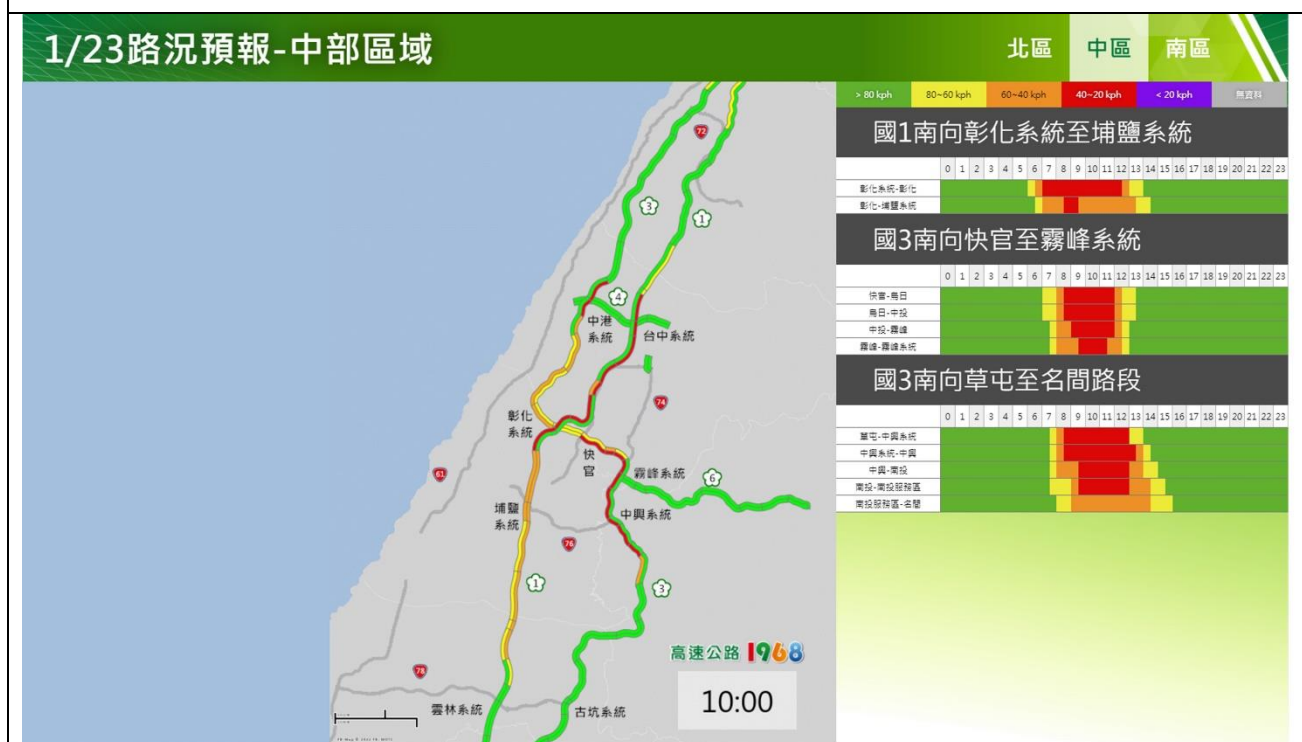 1/23路況預報-中部區域
北區 中區 南區
> 80 kph 80~60 kph 60~40 kph 40~20 kph < 20 kph 無資料
國1南向彰化系統至埔鹽系統
0 1 2 3 4 5 6 7 8 9 10 11 12 13 14 15 16 17 18 19 20 21 22 23
彰化系統-彰化
彰化-埔鹽系統
國3南向快官至霧峰系統
0 1 2 3 4 5 6 7 8 9 10 11 12 13 14 15 16 17 18 19 20 21 22 23
快官-烏日
烏日-中投
中投-霧峰
霧峰-霧峰系統
國3南向草屯至名間路段
0 1 2 3 4 5 6 7 8 9 10 11 12 13 14 15 16 17 18 19 20 21 22 23
草屯-中興系統
中興系統-中興
中興-南投
南投-南投服務區
南投服務區-名間
72
3
1
4
中港
系統
台中系統
74
彰化
系統
快
官
61
霧峰系統
6
埔鹽
系統
中興系統
76
1
3
高速公路1968
78
10:00
雲林系統
古坑系統